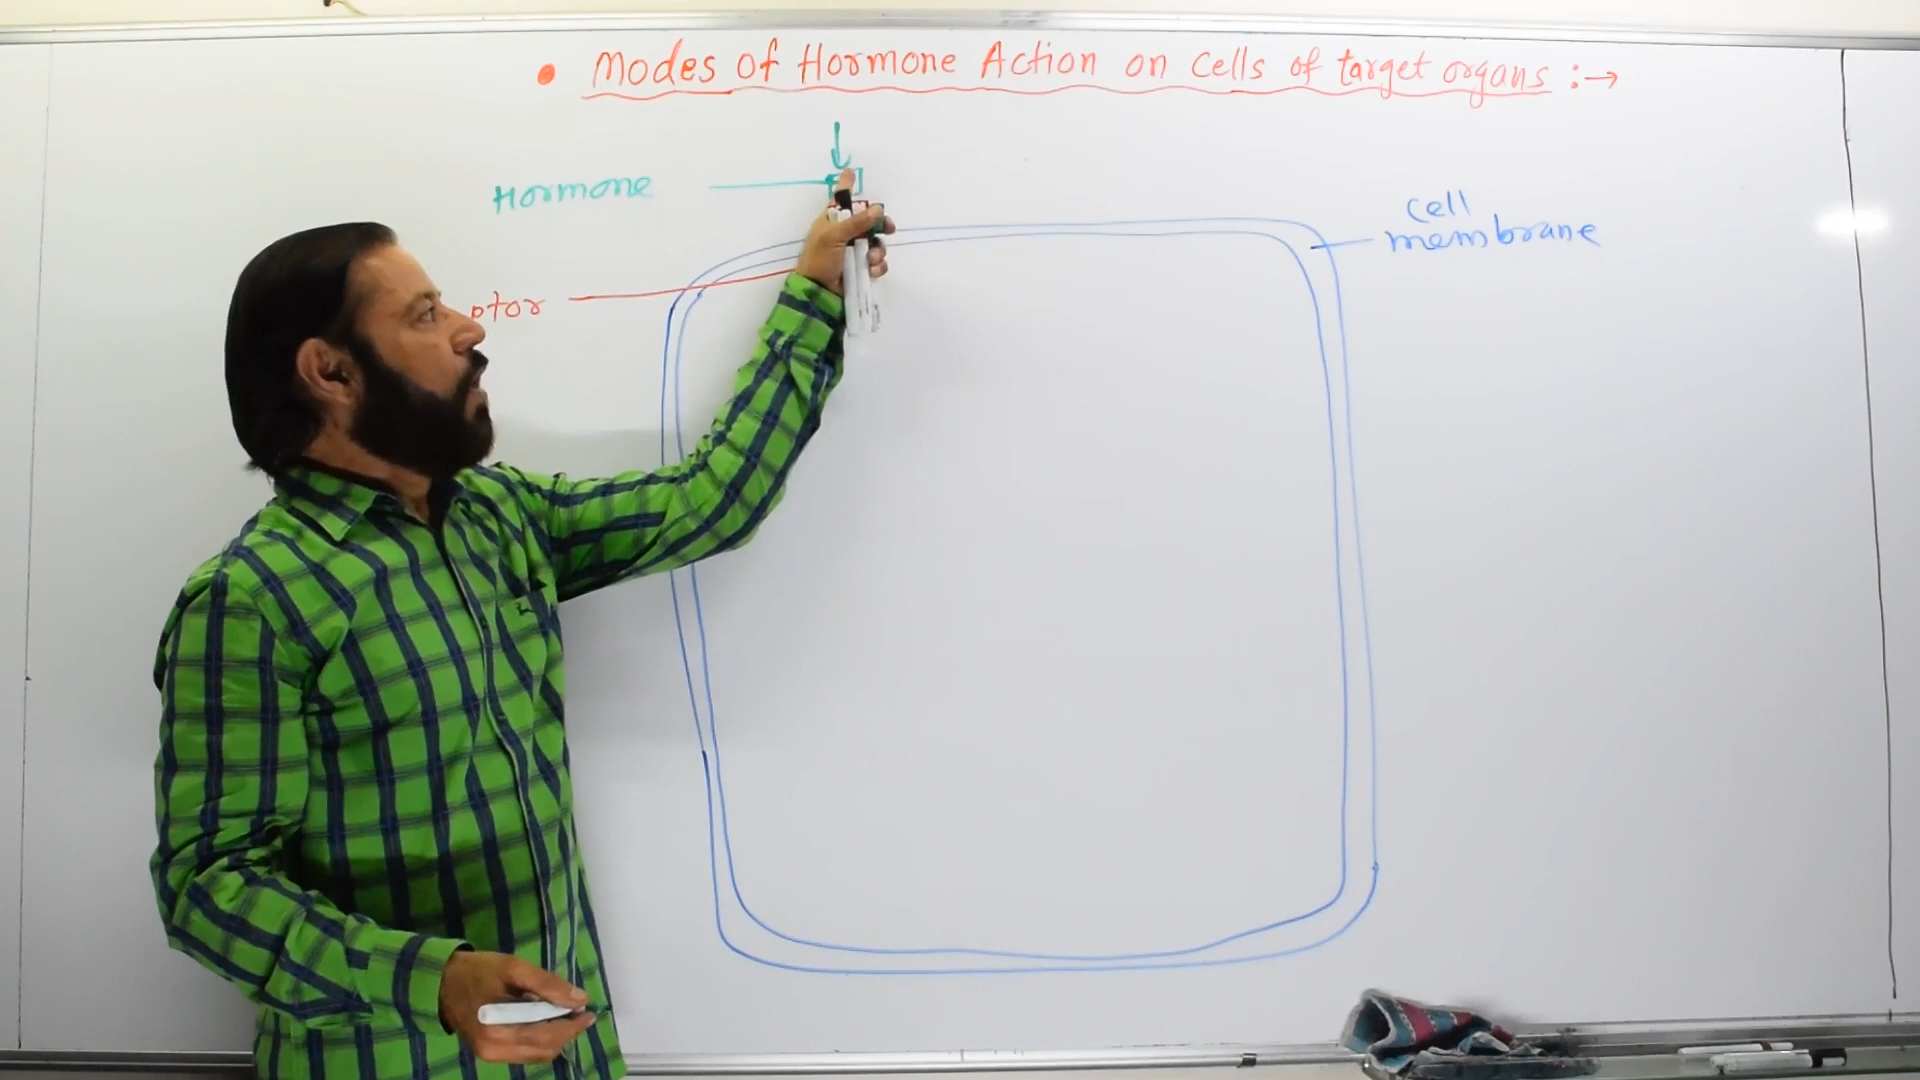 • Modes of Hormone Action on cells of target organs :→
Hormone
cell
membrane
ptor